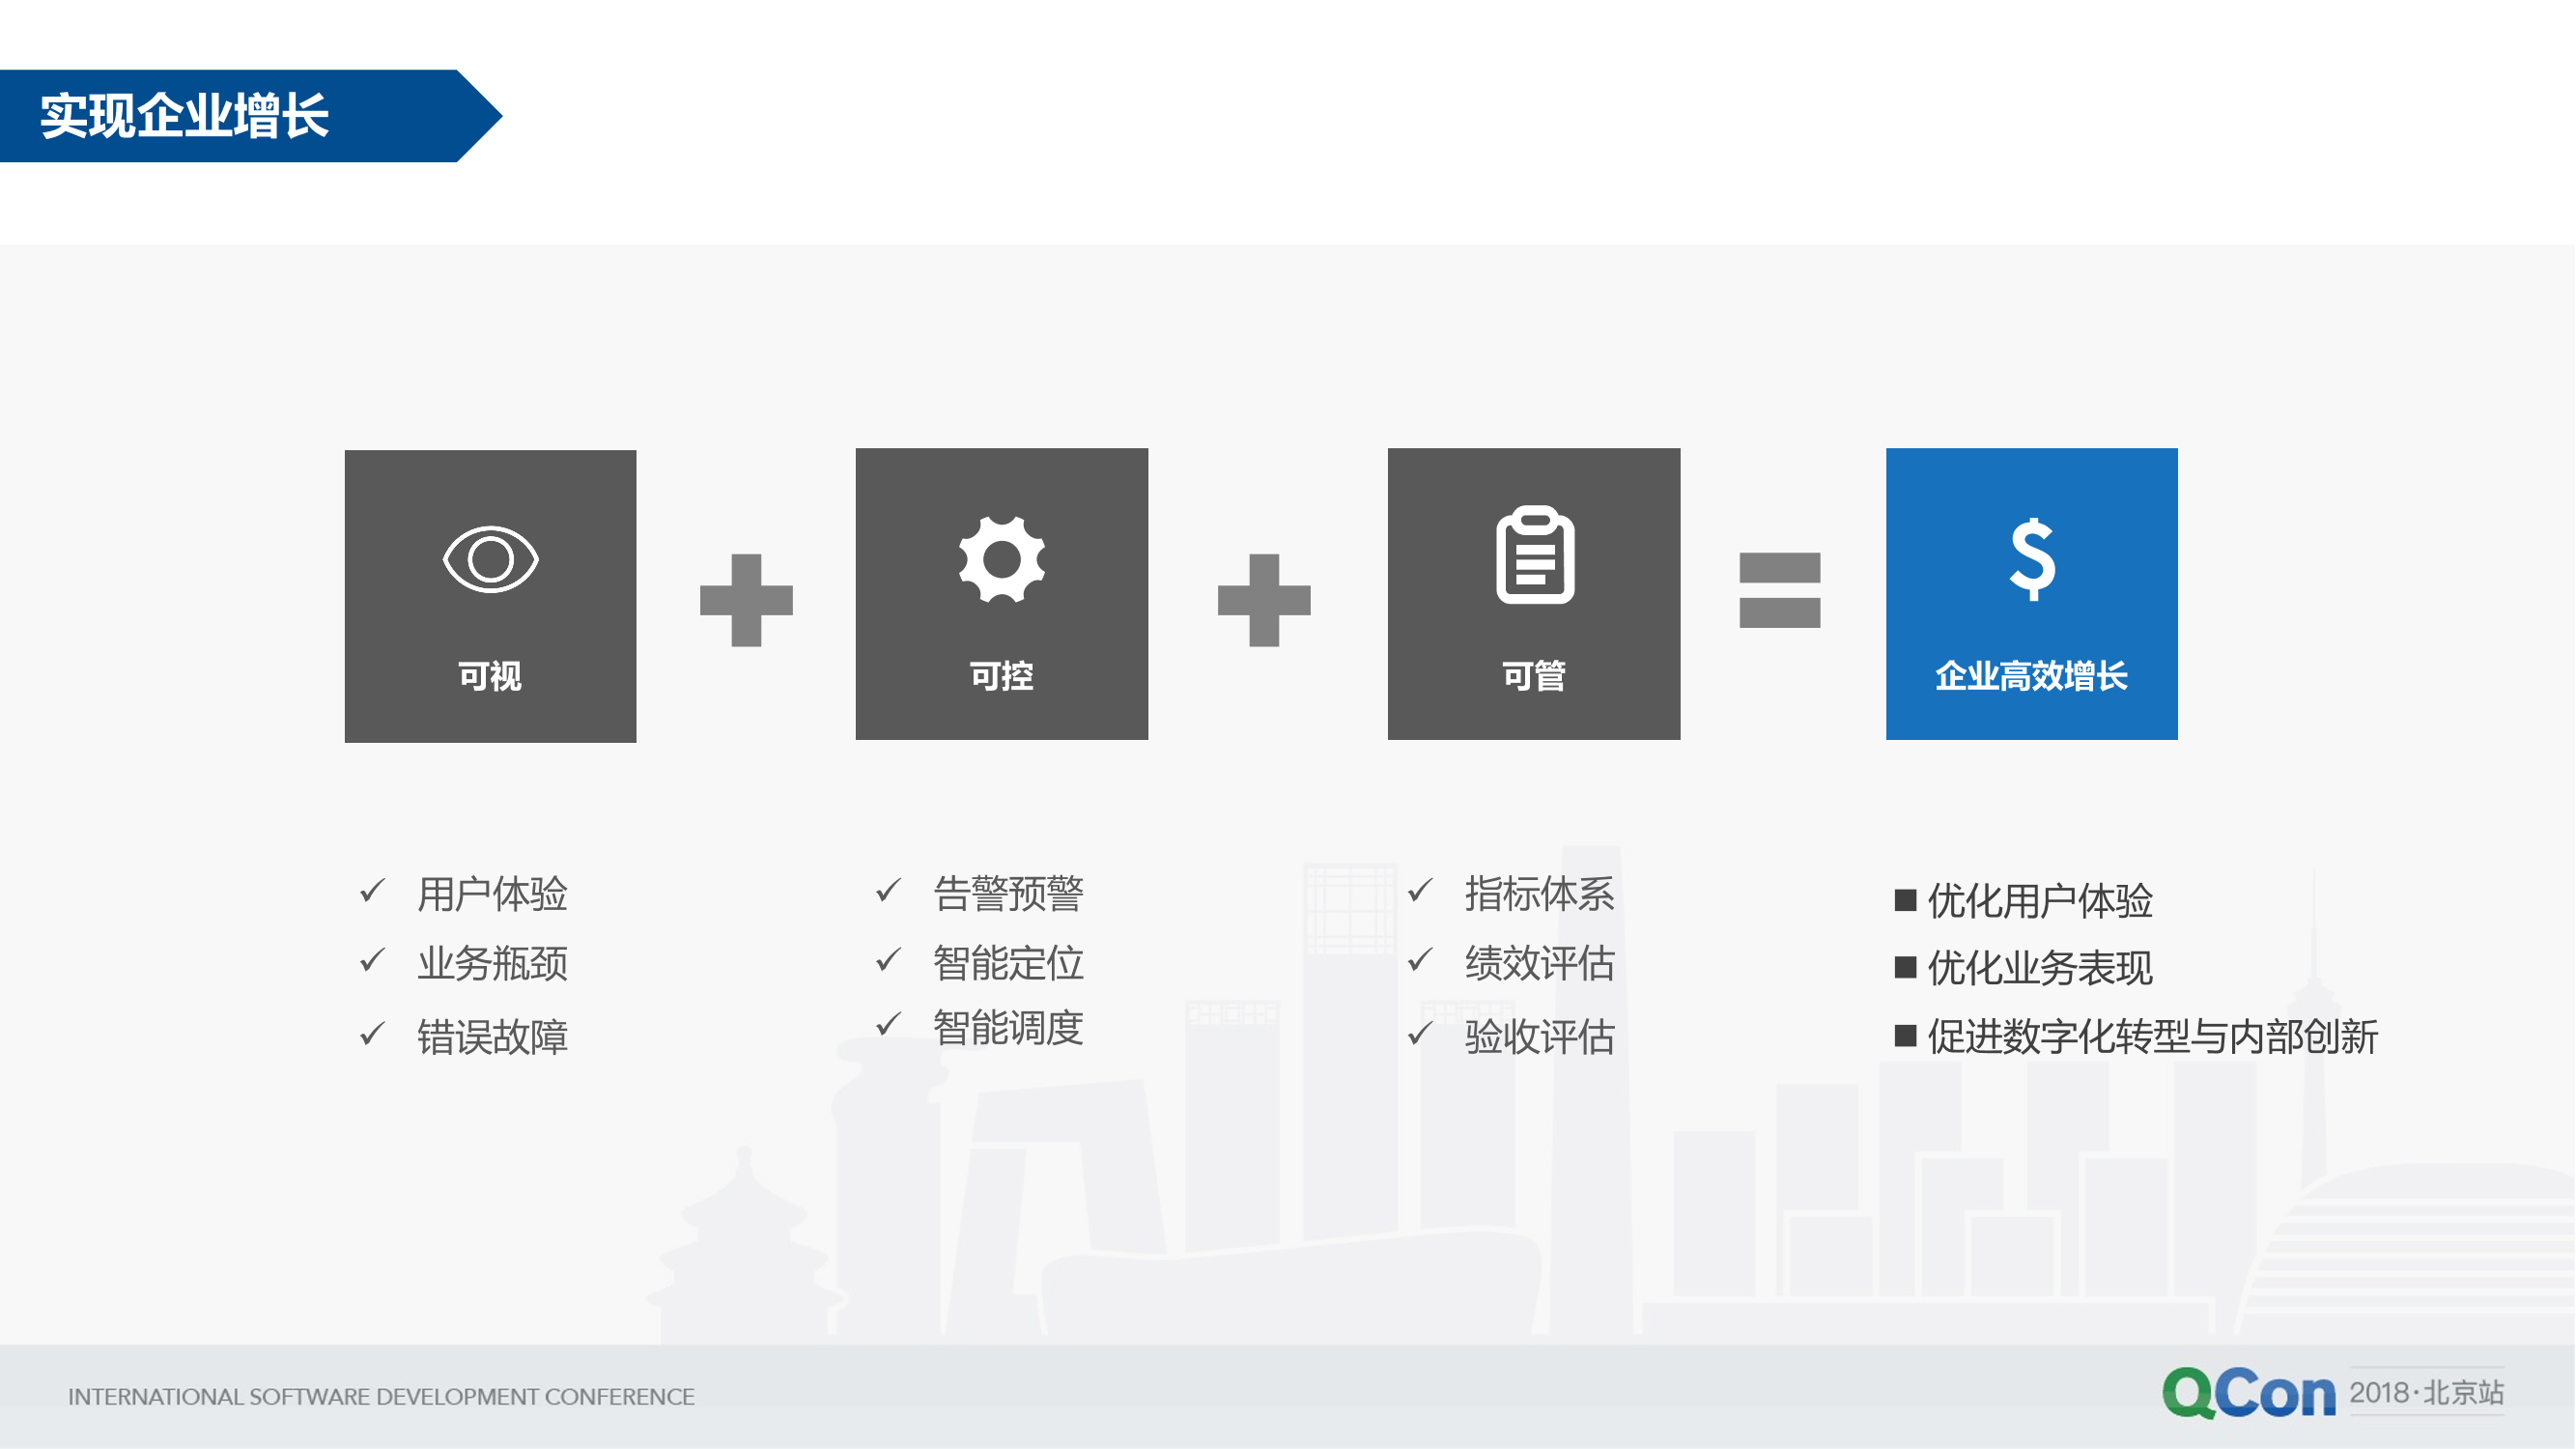 实现企业增长
可视
可控
可管
企业高效增长
用户体验
业务瓶颈
错误故障
告警预警
智能定位
智能调度
指标体系
绩效评估
验收评估
优化用户体验
优化业务表现
促进数字化转型与内部创新
INTERNATIONAL SOFTWARE DEVELOPMENT CONFERENCE
QCon 2018·北京站